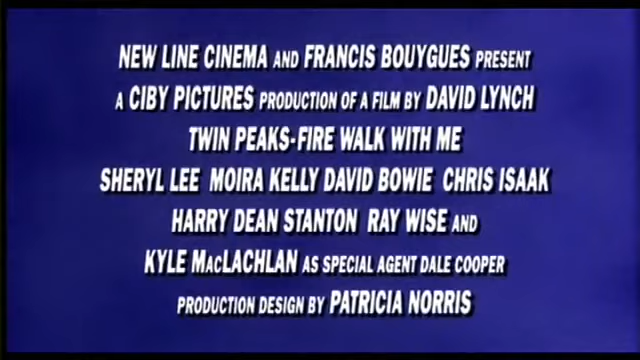 NEW LINE CINEMA AND FRANCIS BOUYGUES PRESENT
A CIBY PICTURES PRODUCTION OF A FILM BY DAVID LYNCH
TWIN PEAKS-FIRE WALK WITH ME
SHERYL LEE MOIRA KELLY DAVID BOWIE CHRIS ISAAK
HARRY DEAN STANTON RAY WISE AND
KYLE MACLACHLAN AS SPECIAL AGENT DALE COOPER
PRODUCTION DESIGN BY PATRICIA NORRIS